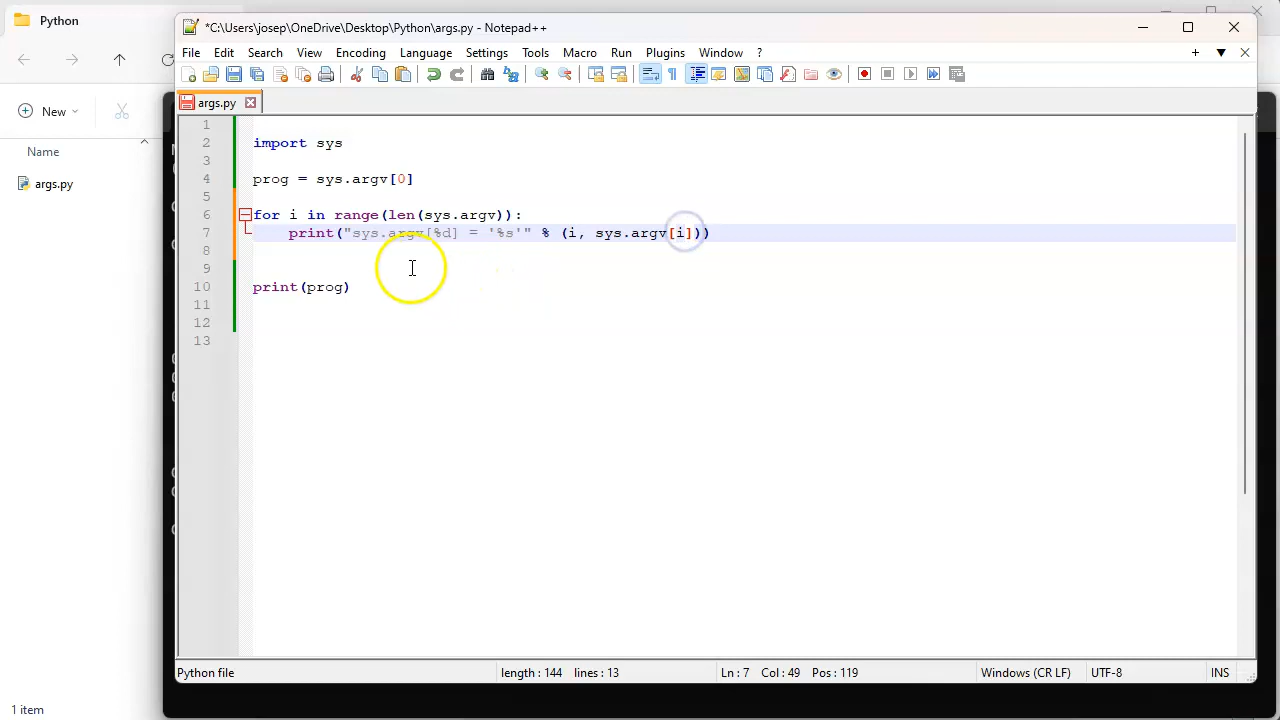 Python
*C:\Users\josep\OneDrive\Desktop\Python\args.py - Notepad++
File Edit Search View Encoding Language Settings Tools Macro Run Plugins Window ?
New
args.py
Name
args.py
1
2 import sys
3
4 prog = sys.argv[0]
5
6 for i in range(len(sys.argv)):
7 print("sys.argv[%d] = '%s'" % (i, sys.argv[i]))
8
9
10 print(prog)
11
12
13
Python file length : 144 lines : 13 Ln : 7 Col : 49 Pos : 119 Windows (CR LF) UTF-8 INS
1 item